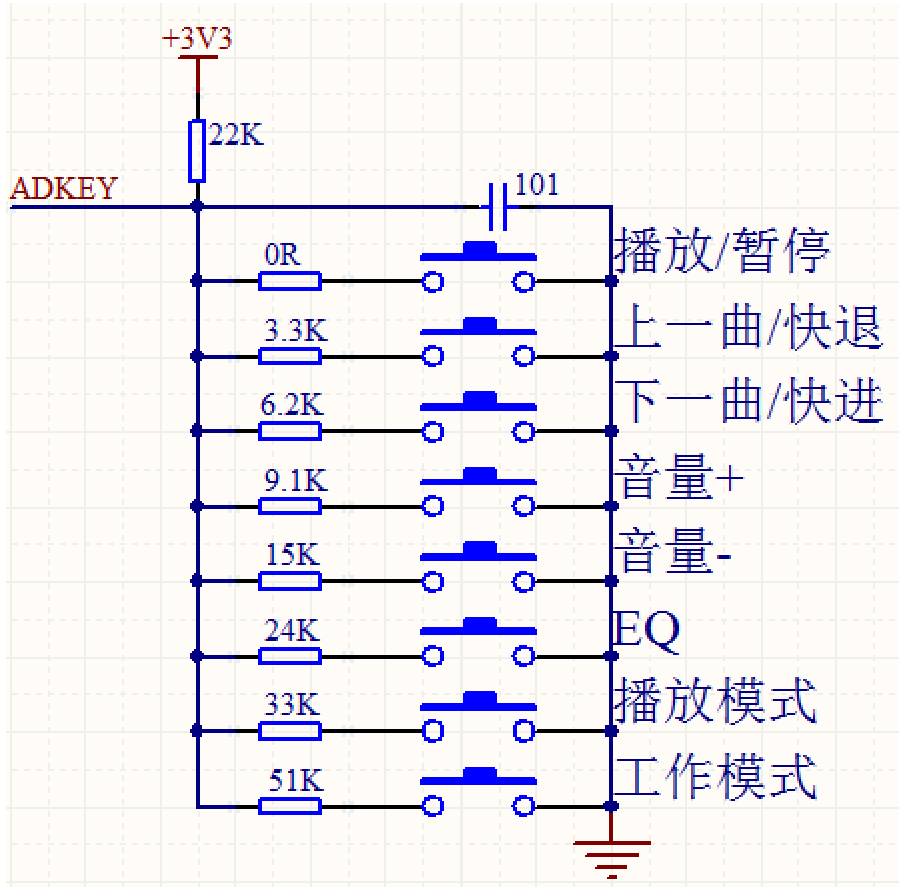 +3V3
22K
ADKEY
101
0R
播放/暂停
3.3K
上一曲/快退
6.2K
下一曲/快进
9.1K
音量+
15K
音量-
24K
EQ
33K
播放模式
51K
工作模式